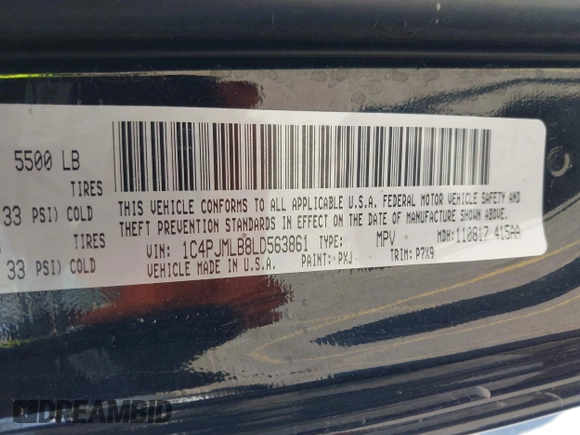 5500 LB
TIRES
33 PSI) COLD
TIRES
33 PSI) COLD
THIS VEHICLE CONFORMS TO ALL APPLICABLE U.S.A. FEDERAL MOTOR VEHICLE SAFETY AND
THEFT PREVENTION STANDARDS IN EFFECT ON THE DATE OF MANUFACTURE SHOWN ABOVE.
VIN: 1C4PJMLB8LD563861 TYPE: MPV MDH: 110817 415AA
VEHICLE MADE IN U.S.A. PAINT: PXJ TRIM: P7X9
DREAMBID